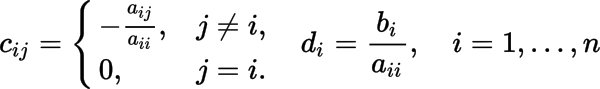 $$c_{ij} = \begin{cases} -\frac{a_{ij}}{a_{ii}}, & j \neq i, \\ 0, & j = i. \end{cases} \quad d_i = \frac{b_i}{a_{ii}}, \quad i = 1, \ldots, n$$